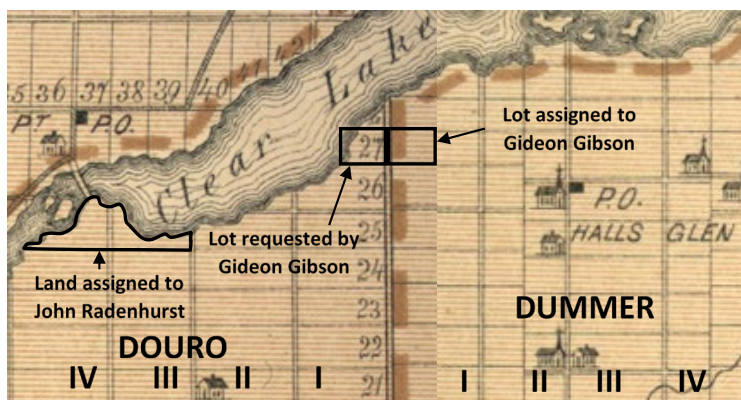 35 36 37 38 39 40 41 42
PT P.O.
Clear Lake
27
Lot assigned to
Gideon Gibson
26
25
24
23
22
21
P.O.
HALLS GLEN
Lot requested by
Gideon Gibson
Land assigned to
John Radenhurst
DOURO
DUMMER
IV III II I
I II III IV